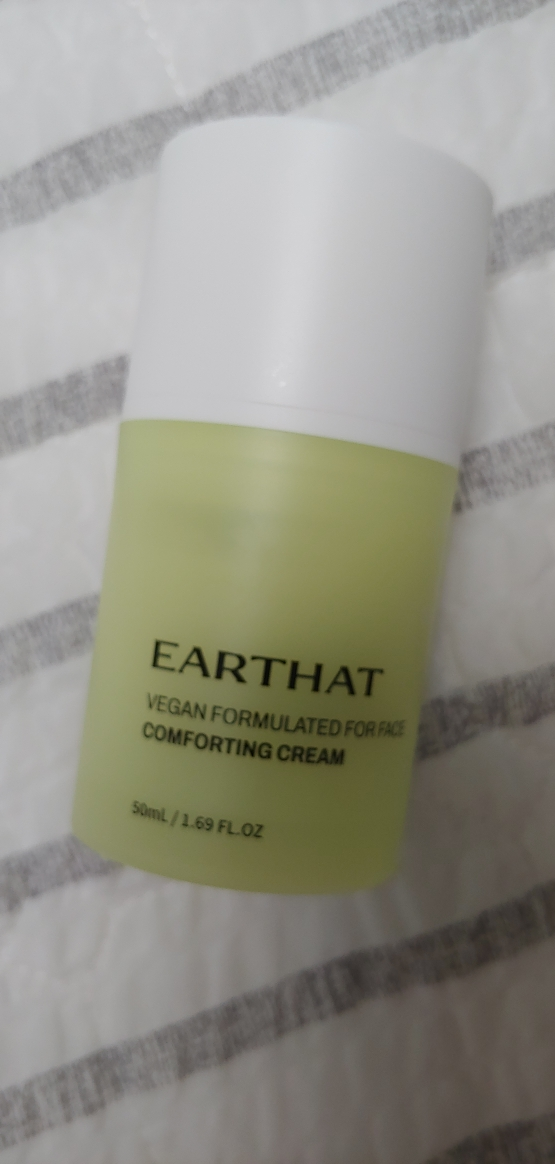 EARTHAT
VEGAN FORMULATED FOR FACE
COMFORTING CREAM
50mL / 1.69 FL.OZ